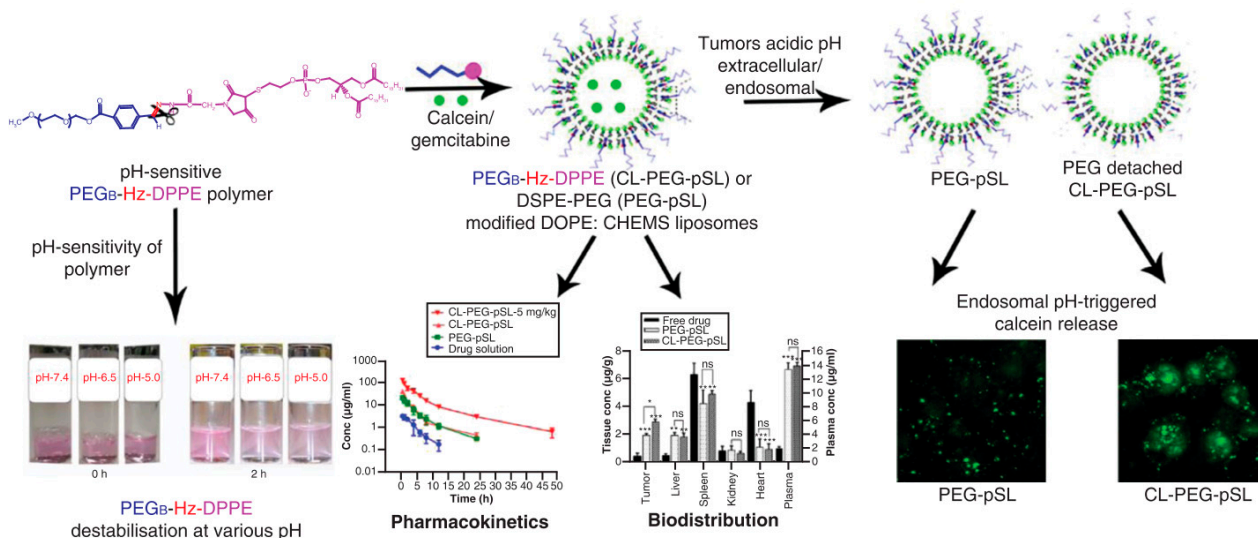 Calcein/
gemcitabine
Tumors acidic pH
extracellular/
endosomal
pH-sensitive
PEGB-Hz-DPPE polymer
PEGB-Hz-DPPE (CL-PEG-pSL) or
DSPE-PEG (PEG-pSL)
modified DOPE: CHEMS liposomes
PEG-pSL
PEG detached
CL-PEG-pSL
pH-sensitivity of
polymer
pH-7.4
pH-6.5
pH-5.0
0 h
pH-7.4
pH-6.5
pH-5.0
2 h
PEGB-Hz-DPPE
destabilisation at various pH
CL-PEG-pSL-5 mg/kg
CL-PEG-pSL
PEG-pSL
Drug solution
Conc (µg/ml)
1000
100
10
1
0.1
0.01
0 5 10 15 20 25 30 35 40 45 50
Time (h)
Pharmacokinetics
Free drug
PEG-pSL
CL-PEG-pSL
Tissue conc (µg/g)
8
6
4
2
0
Plasma conc (µg/ml)
16
14
12
10
8
6
4
2
0
*
***
***
ns
ns
ns
ns
ns
Tumor
Liver
Spleen
Kidney
Heart
Plasma
Biodistribution
Endosomal pH-triggered
calcein release
PEG-pSL
CL-PEG-pSL